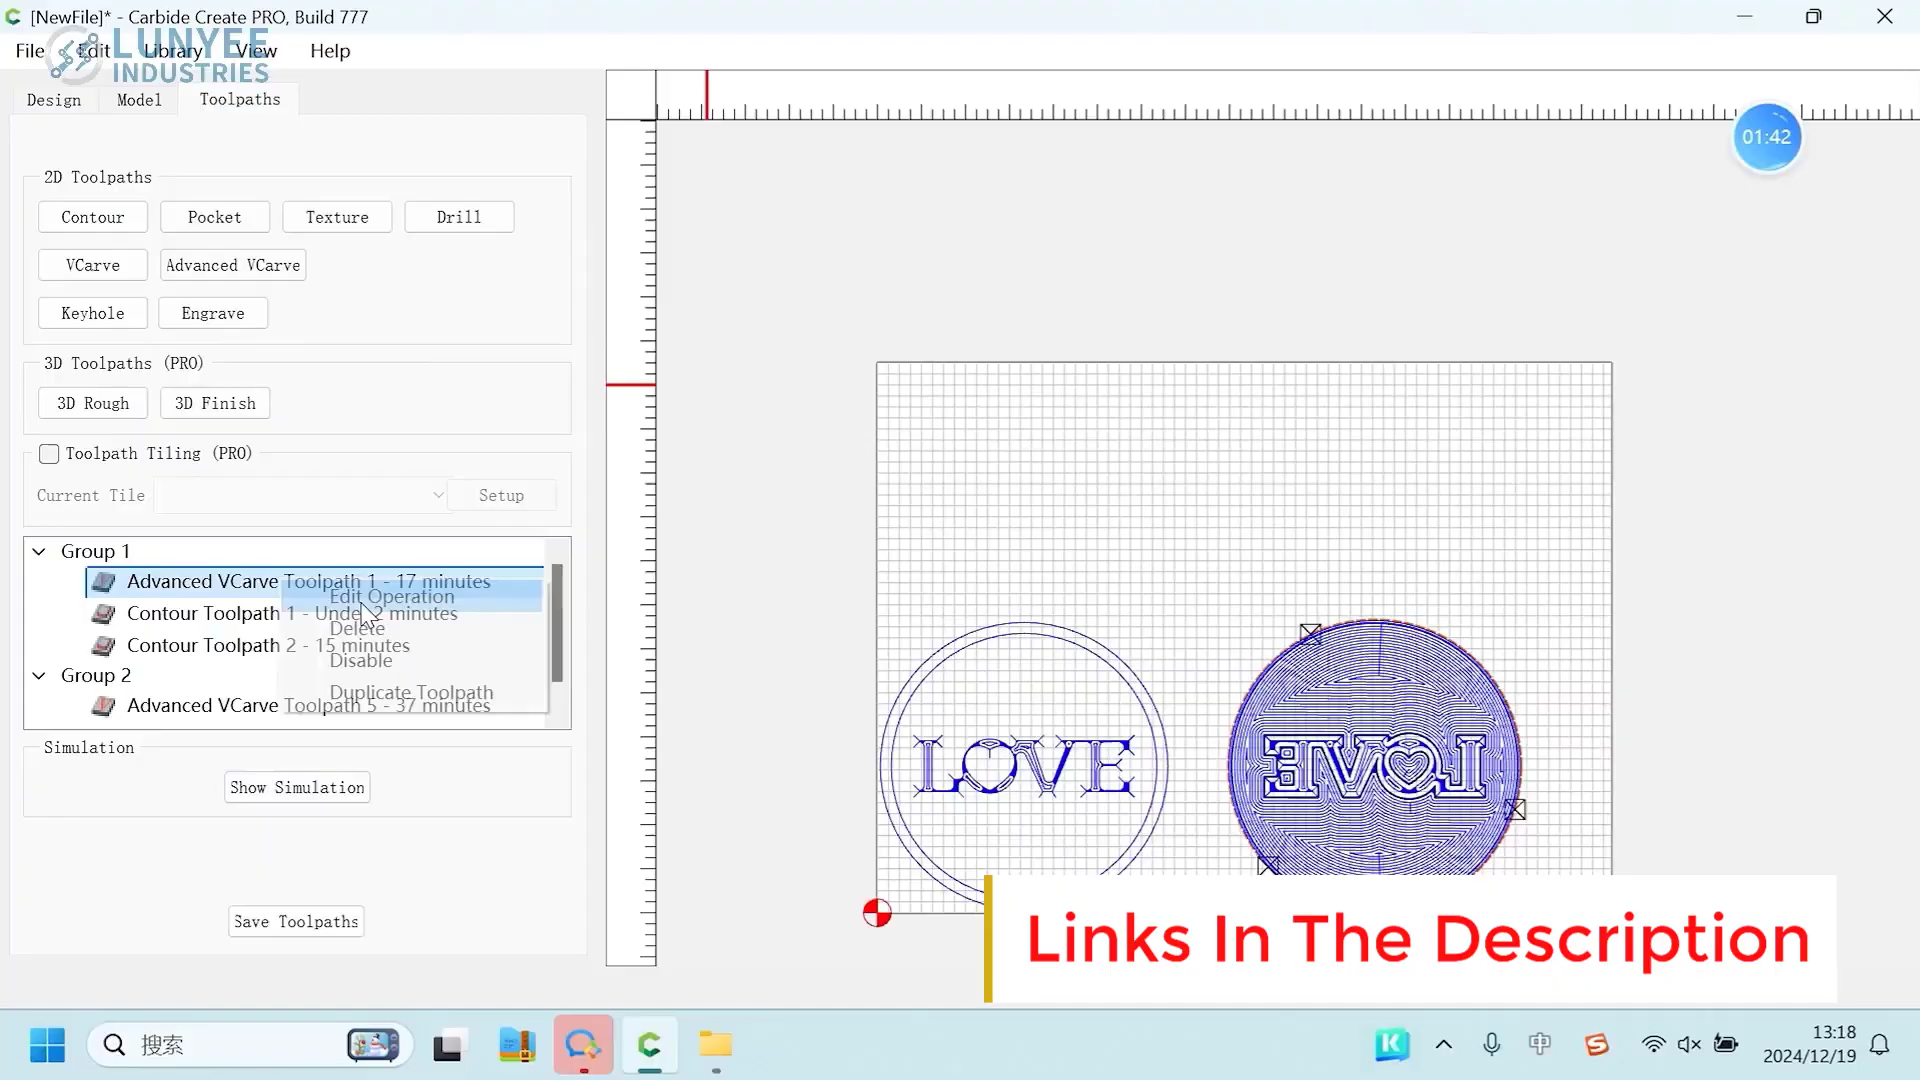 [NewFile]* - Carbide Create PRO, Build 777
File Edit Library View Help
LUNYEE
INDUSTRIES
Design Model Toolpaths
01:42
2D Toolpaths
Contour Pocket Texture Drill
VCarve Advanced VCarve
Keyhole Engrave
3D Toolpaths (PRO)
3D Rough 3D Finish
Toolpath Tiling (PRO)
Current Tile Setup
Group 1
Advanced VCarve Toolpath 1 - 17 minutes
Edit Operation
Contour Toolpath 1 - Under 2 minutes
Delete
Contour Toolpath 2 - 15 minutes
Disable
Group 2
Duplicate Toolpath
Advanced VCarve Toolpath 5 - 37 minutes
Simulation
Show Simulation
Save Toolpaths
LOVE
LOVE
Links In The Description
搜索
中
13:18
2024/12/19